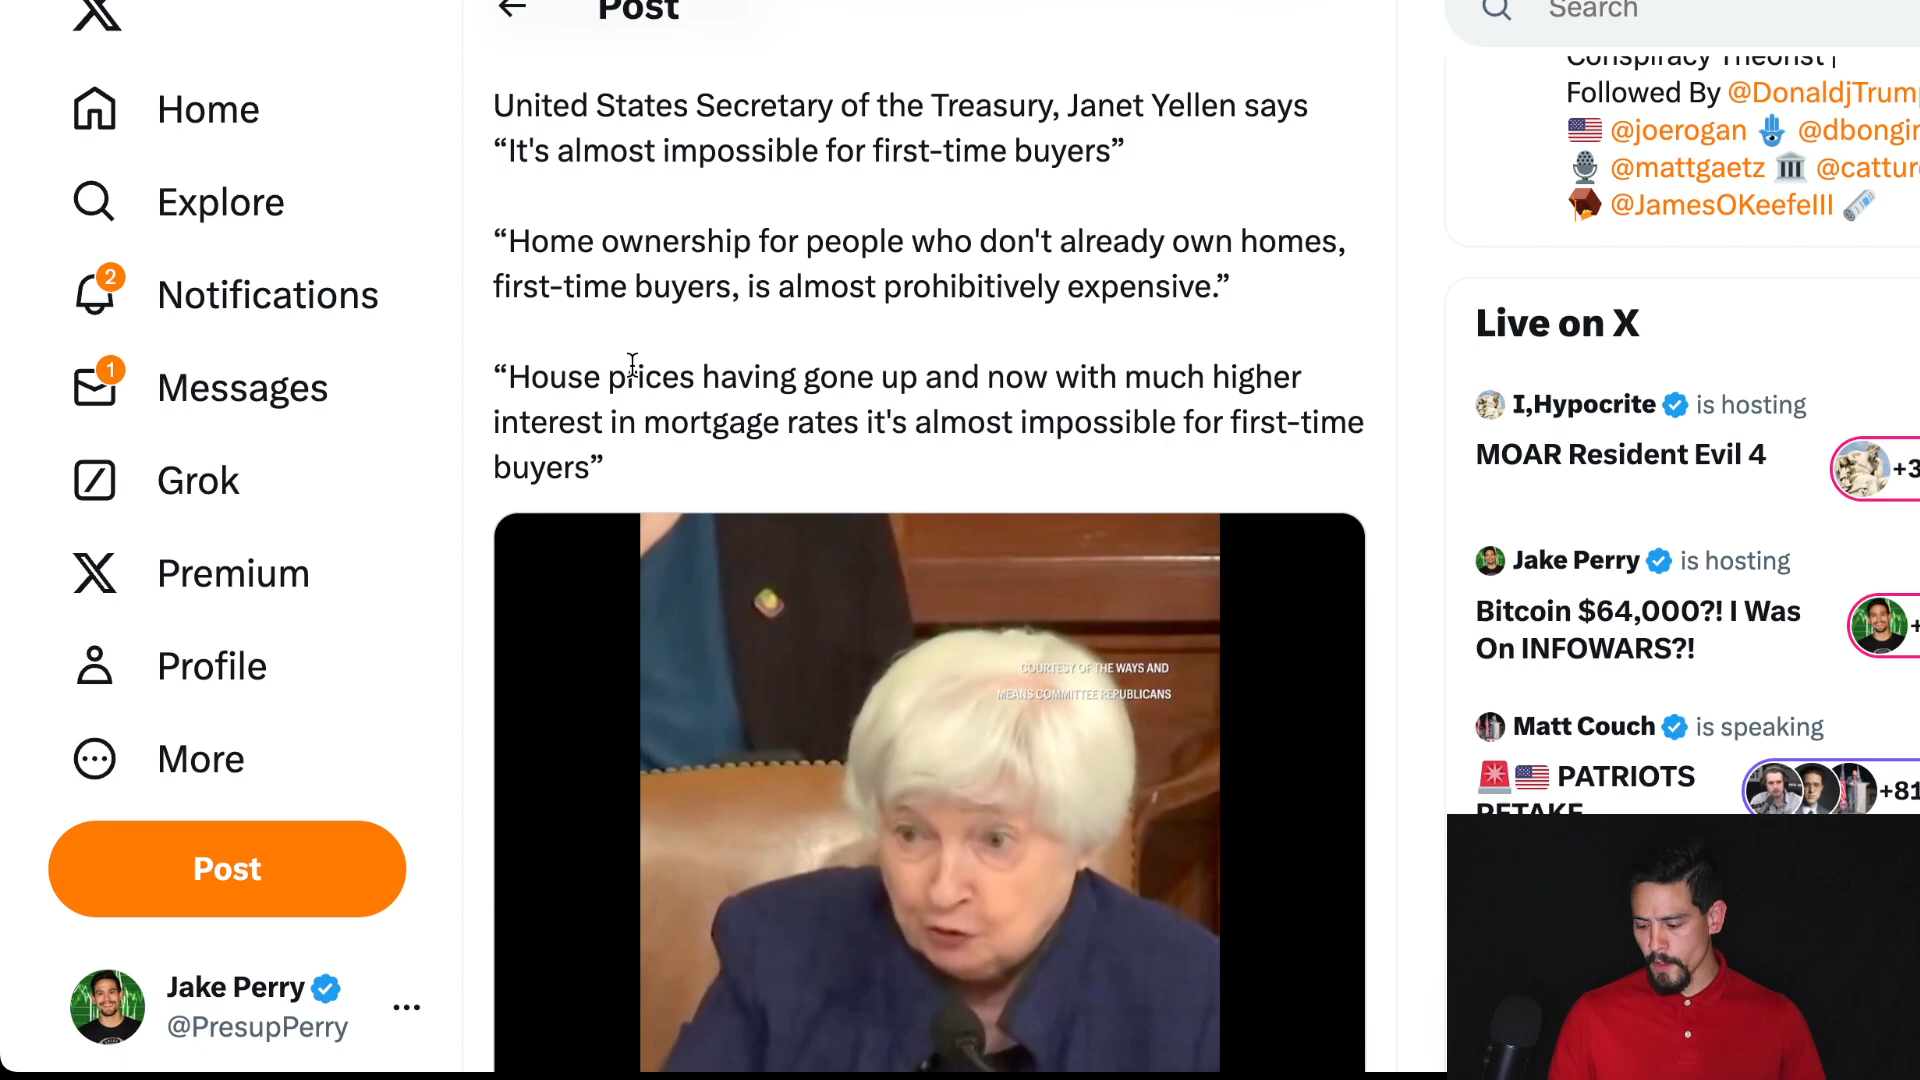 Post
Search
Home
Explore
2
Notifications
1
Messages
Grok
Premium
Profile
More
Post
Jake Perry
@PresupPerry
United States Secretary of the Treasury, Janet Yellen says
“It's almost impossible for first-time buyers”
“Home ownership for people who don't already own homes,
first-time buyers, is almost prohibitively expensive.”
“House prices having gone up and now with much higher
interest in mortgage rates it's almost impossible for first-time
buyers”
COURTESY OF THE WAYS AND
MEANS COMMITTEE REPUBLICANS
Conspiracy Theorist |
Followed By @DonaldjTrump
@joerogan @dbongin
@mattgaetz @cattur
@JamesOKeefeIII
Live on X
I,Hypocrite is hosting
MOAR Resident Evil 4
+3
Jake Perry is hosting
Bitcoin $64,000?! I Was
On INFOWARS?!
+
Matt Couch is speaking
PATRIOTS
RETAKE
+81